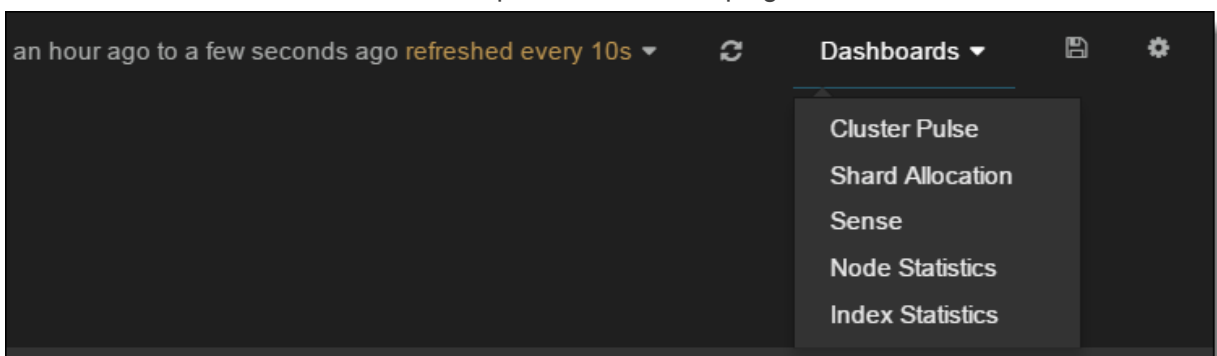 an hour ago to a few seconds ago refreshed every 10s Dashboards
Cluster Pulse
Shard Allocation
Sense
Node Statistics
Index Statistics